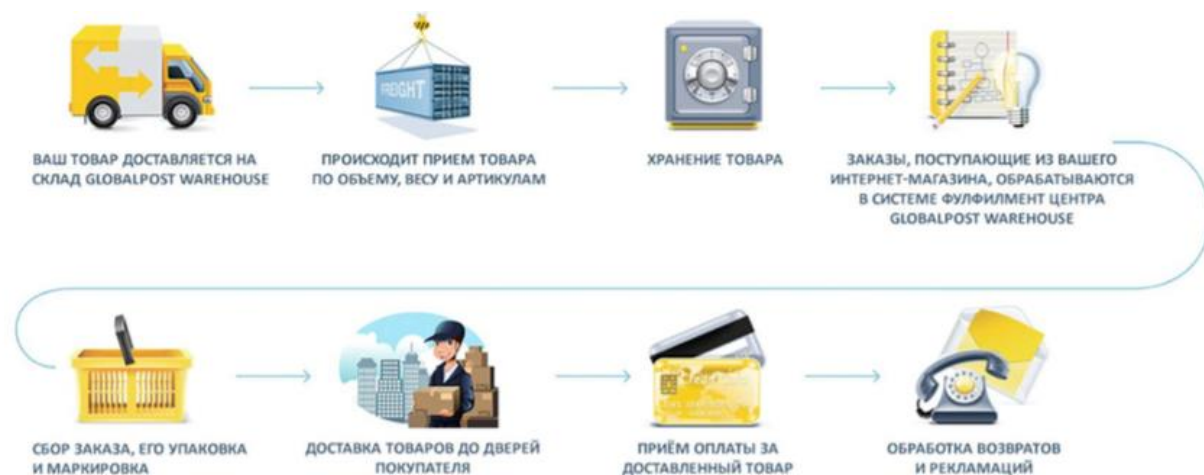 FREIGHT
ВАШ ТОВАР ДОСТАВЛЯЕТСЯ НА
СКЛАД GLOBALPOST WAREHOUSE
ПРОИСХОДИТ ПРИЕМ ТОВАРА
ПО ОБЪЕМУ, ВЕСУ И АРТИКУЛАМ
ХРАНЕНИЕ ТОВАРА
ЗАКАЗЫ, ПОСТУПАЮЩИЕ ИЗ ВАШЕГО
ИНТЕРНЕТ-МАГАЗИНА, ОБРАБАТЫВАЮТСЯ
В СИСТЕМЕ ФУЛФИЛМЕНТ ЦЕНТРА
GLOBALPOST WAREHOUSE
СБОР ЗАКАЗА, ЕГО УПАКОВКА
И МАРКИРОВКА
ДОСТАВКА ТОВАРОВ ДО ДВЕРЕЙ
ПОКУПАТЕЛЯ
ПРИЁМ ОПЛАТЫ ЗА
ДОСТАВЛЕННЫЙ ТОВАР
ОБРАБОТКА ВОЗВРАТОВ
И РЕКЛАМАЦИЙ